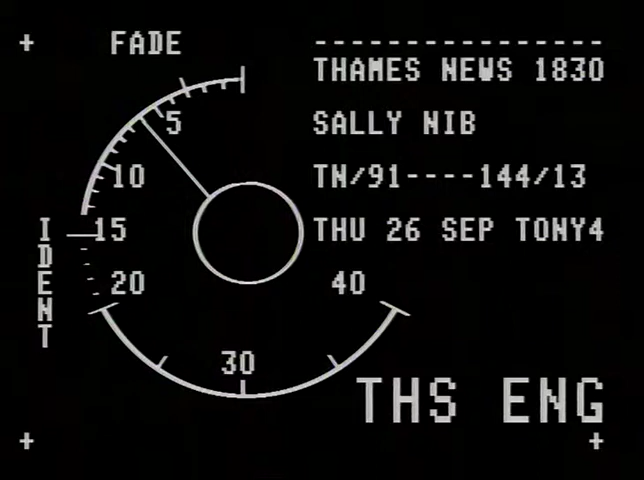 FADE
----------------
THAMES NEWS 1830
SALLY NIB
TN/91----144/13
THU 26 SEP TONY4
5
10
15
20
30
40
IDENT
THS ENG